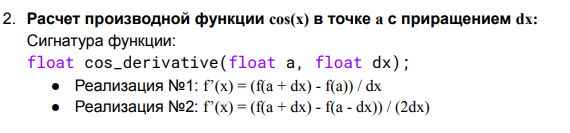 2. Расчет производной функции cos(x) в точке a с приращением dx:
Сигнатура функции:
float cos_derivative(float a, float dx);
● Реализация №1: f’(x) = (f(a + dx) - f(a)) / dx
● Реализация №2: f’(x) = (f(a + dx) - f(a - dx)) / (2dx)